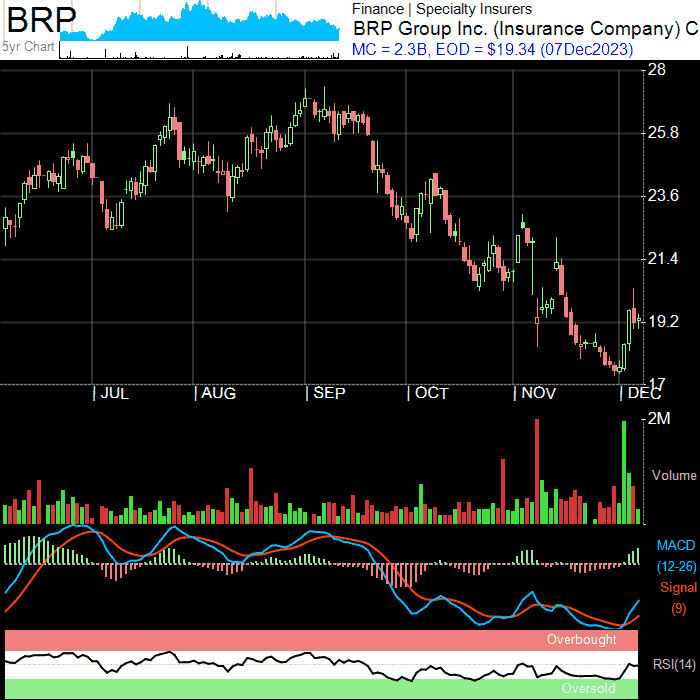 BRP
5yr Chart
Finance | Specialty Insurers
BRP Group Inc. (Insurance Company) C
MC = 2.3B, EOD = $19.34 (07Dec2023)
28
25.8
23.6
21.4
19.2
17
| JUL | AUG | SEP | OCT | NOV | DEC
2M
Volume
MACD
(12-26)
Signal
(9)
Overbought
RSI(14)
Oversold